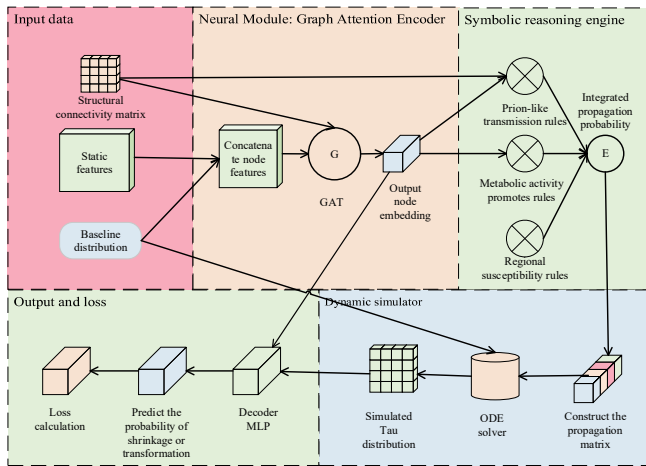 Input data
Neural Module: Graph Attention Encoder
Symbolic reasoning engine
Structural
connectivity matrix
Static
features
Baseline
distribution
Concatena
te node
features
G
GAT
Output
node
embedding
Prion-like
transmission rules
Metabolic activity
promotes rules
Regional
susceptibility rules
Integrated
propagation
probability
E
Output and loss
Dynamic simulator
Loss
calculation
Predict the
probability of
shrinkage or
transformation
Decoder
MLP
Simulated
Tau
distribution
ODE
solver
Construct the
propagation
matrix